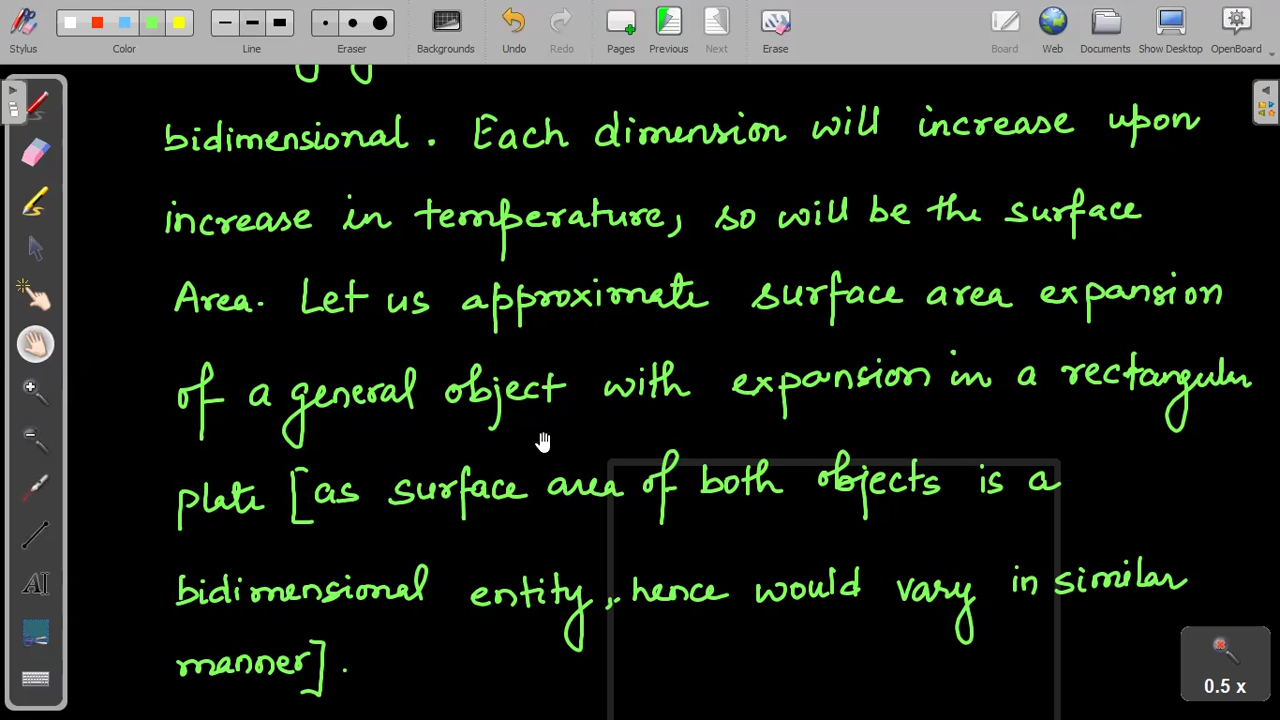 Stylus Color Line Eraser Backgrounds Undo Redo Pages Previous Next Erase Board Web Documents Show Desktop OpenBoard
bidimensional. Each dimension will increase upon
increase in temperature, so will be the surface
Area. Let us approximate surface area expansion
of a general object with expansion in a rectangular
plate [as surface area of both objects is a
bidimensional entity, hence would vary in similar
manner].
0.5 x